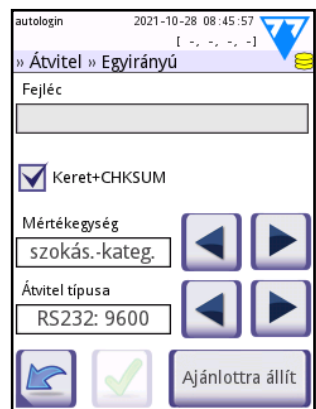 autologin 2021-10-28 08:45:57
[ -, -, -, -]
» Átvitel » Egyirányú
Fejléc
Keret+CHKSUM
Mértékegység
szokás.-kateg.
Átvitel típusa
RS232: 9600
Ajánlottra állít